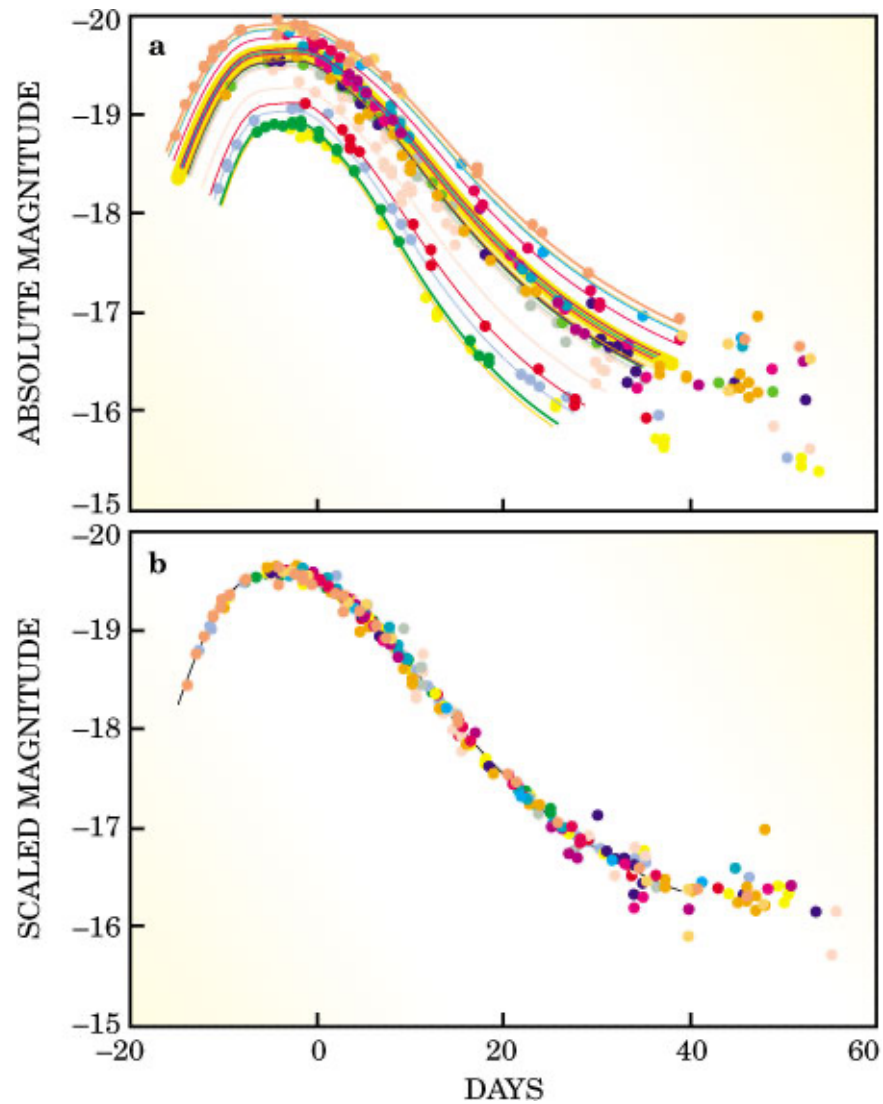 a
ABSOLUTE MAGNITUDE
–20
–19
–18
–17
–16
–15
b
SCALED MAGNITUDE
–20
–19
–18
–17
–16
–15
–20 0 20 40 60
DAYS